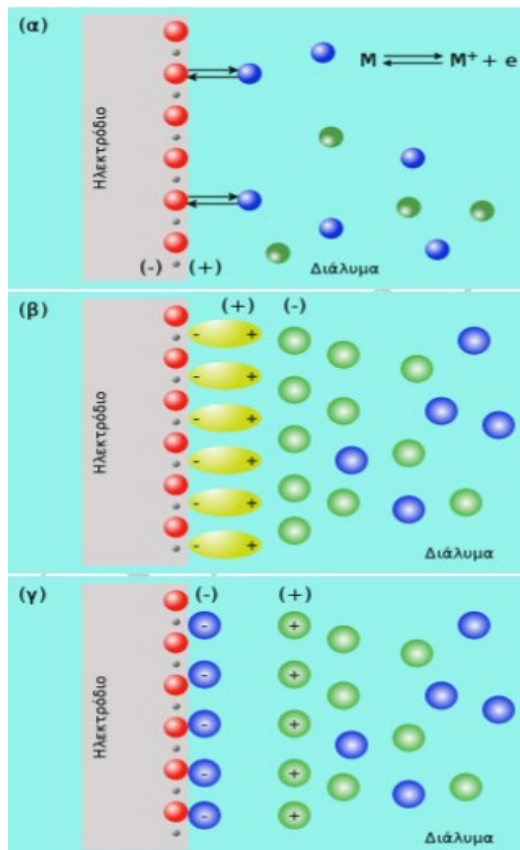 (α)
M ⇌ M⁺ + e
Ηλεκτρόδιο
(-) (+)
Διάλυμα
(β)
(+) (-)
Ηλεκτρόδιο
- +
- +
- +
- +
- +
- +
Διάλυμα
(γ)
(-) (+)
Ηλεκτρόδιο
- +
- +
- +
- +
- +
Διάλυμα